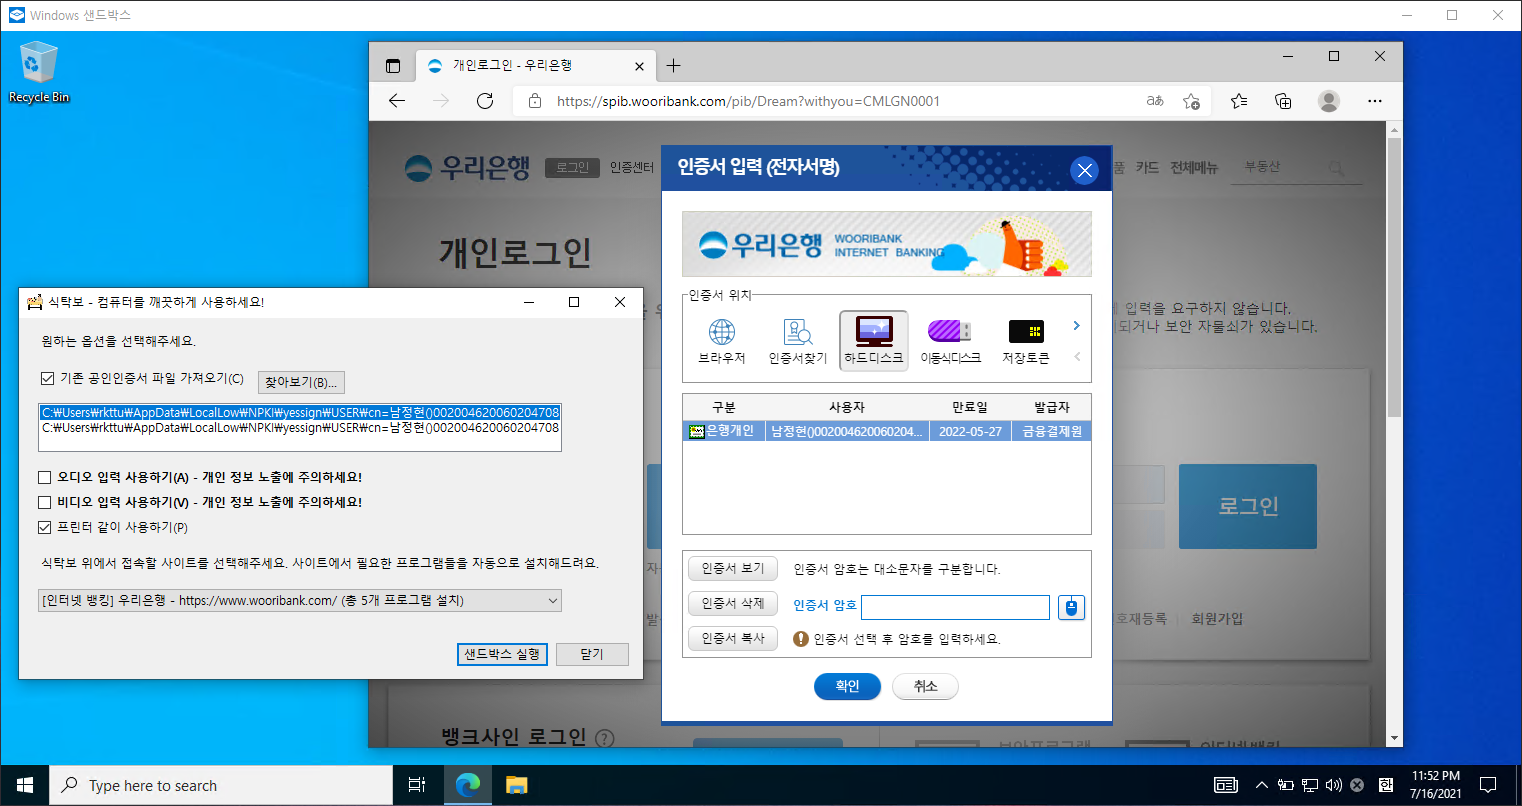 Windows 샌드박스
Recycle Bin
개인로그인 - 우리은행
https://spib.wooribank.com/pib/Dream?withyou=CMLGN0001
우리은행 로그인 인증센터
카드 전체메뉴 부동산
개인로그인
입력을 요구하지 않습니다.
되거나 보안 자물쇠가 있습니다.
로그인
호재등록 회원가입
뱅크사인 로그인
인증서 입력 (전자서명)
우리은행 WOORIBANK
INTERNET BANKING
인증서 위치
브라우저 인증서찾기 하드디스크 이동식디스크 저장토큰
구분 사용자 만료일 발급자
은행개인 남정현()002004620060204... 2022-05-27 금융결제원
인증서 보기 인증서 암호는 대소문자를 구분합니다.
인증서 삭제 인증서 암호
인증서 복사 인증서 선택 후 암호를 입력하세요.
확인 취소
식탁보 - 컴퓨터를 깨끗하게 사용하세요!
원하는 옵션을 선택해주세요.
기존 공인인증서 파일 가져오기(C) 찾아보기(B)...
C:₩Users₩rkttu₩AppData₩LocalLow₩NPKI₩yessign₩USER₩cn=남정현()002004620060204708
C:₩Users₩rkttu₩AppData₩LocalLow₩NPKI₩yessign₩USER₩cn=남정현()002004620060204708
오디오 입력 사용하기(A) - 개인 정보 노출에 주의하세요!
비디오 입력 사용하기(V) - 개인 정보 노출에 주의하세요!
프린터 같이 사용하기(P)
식탁보 위에서 접속할 사이트를 선택해주세요. 사이트에서 필요한 프로그램들을 자동으로 설치해드려요.
[인터넷 뱅킹] 우리은행 - https://www.wooribank.com/ (총 5개 프로그램 설치)
샌드박스 실행 닫기
Type here to search
한
11:52 PM
7/16/2021